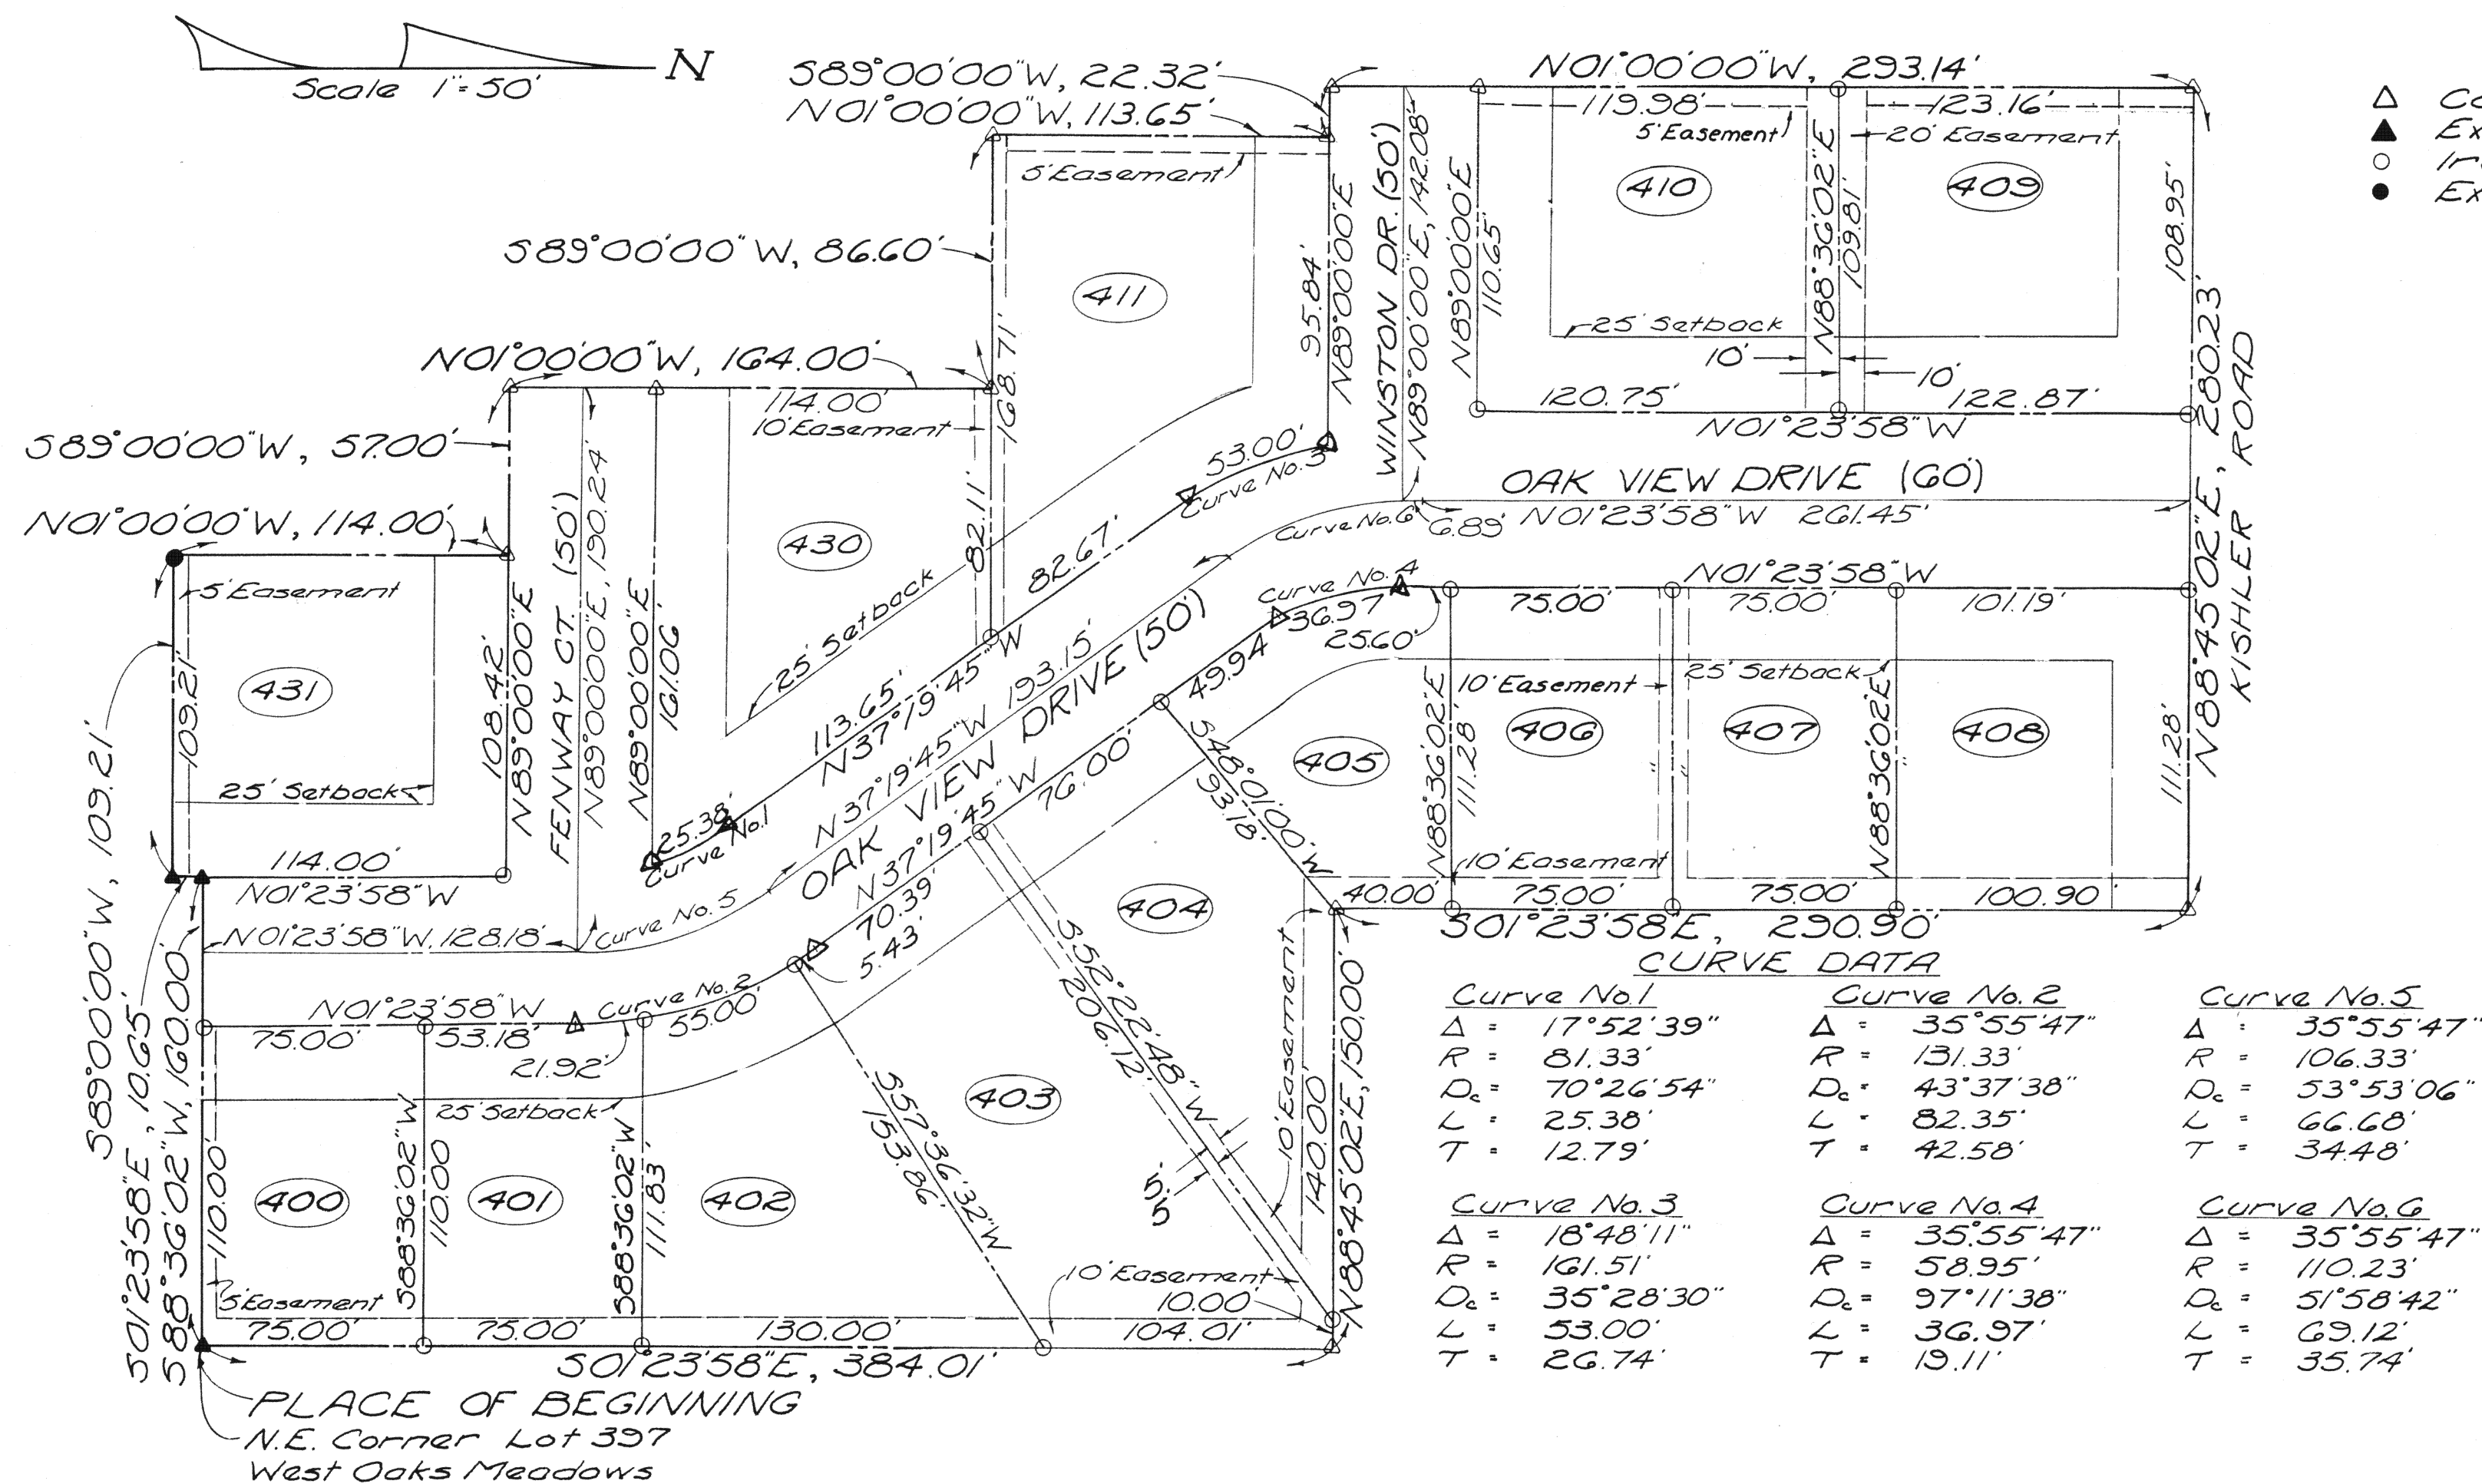 N
Scale 1"=50'
S89°00'00"W, 22.32'
N01°00'00"W, 113.65'
N01°00'00"W, 293.14'
119.98'
123.16'
5' Easement
20' Easement
5' Easement
410
409
411
S89°00'00"W, 86.60'
168.71'
95.84'
N89°00'00"E
WINSTON DR. (50')
N89°00'00"E, 142.08'
N89°00'00"E
110.65'
N88°36'02"E
109.81'
108.95'
25' Setback
10'
10'
120.75'
122.87'
N01°23'58"W
N88°45'02"E, 280.23'
KISHLER ROAD
N01°00'00"W, 164.00'
114.00'
10' Easement
S89°00'00"W, 57.00'
N01°00'00"W, 114.00'
53.00'
Curve No.3
OAK VIEW DRIVE (60')
Curve No.6
6.89'
N01°23'58"W 261.45'
430
82.11'
82.67'
5' Easement
431
109.21'
25' Setback
108.42'
N89°00'00"E
FENWAY CT. (50')
N89°00'00"E, 190.24'
N89°00'00"E
161.06'
25' Setback
113.65'
N37°19'45"W
N37°19'45"W 193.15'
OAK VIEW DRIVE (50')
Curve No. 4
36.97'
25.60'
49.94
N01°23'58"W
75.00'
75.00'
101.19'
10' Easement
25' Setback
N88°36'02"E
111.28'
405
406
407
408
N88°36'02"E
"
"
"
111.28'
10' Easement
40.00'
75.00'
75.00'
100.90'
S01°23'58E, 290.90'
S48°01'00"W
93.18'
76.00'
N37°19'45"W
70.39'
5.43'
25.38'
Curve No.1
Curve No. 5
114.00'
N01°23'58"W
N01°23'58"W, 128.18'
S89°00'00"W, 109.21'
S01°23'58"E, 10.65'
S88°36'02"W, 160.00'
N01°23'58"W
75.00'
53.18'
Curve No.2
21.92'
55.00'
25' Setback
404
S52°22'48"W
206.12'
403
S57°36'32"W
153.86'
10' Easement
140.00'
N88°45'02"E, 150.00'
5'
5'
110.00'
400
S88°36'02"W
110.00
401
S88°36'02"W
111.83'
402
5' Easement
10' Easement
10.00'
75.00'
75.00'
130.00'
104.01'
S01°23'58"E, 384.01'
PLACE OF BEGINNING
N.E. Corner Lot 397
West Oaks Meadows
CURVE DATA
Curve No.1
Δ = 17°52'39"
R = 81.33'
Dc = 70°26'54"
L = 25.38'
T = 12.79'
Curve No. 2
Δ = 35°55'47"
R = 131.33'
Dc = 43°37'38"
L = 82.35'
T = 42.58'
Curve No.5
Δ = 35°55'47"
R = 106.33'
Dc = 53°53'06"
L = 66.68'
T = 34.48'
Curve No. 3
Δ = 18°48'11"
R = 161.51'
Dc = 35°28'30"
L = 53.00'
T = 26.74'
Curve No.4
Δ = 35°55'47"
R = 58.95'
Dc = 97°11'38"
L = 36.97'
T = 19.11'
Curve No.6
Δ = 35°55'47"
R = 110.23'
Dc = 51°58'42"
L = 69.12'
T = 35.74'